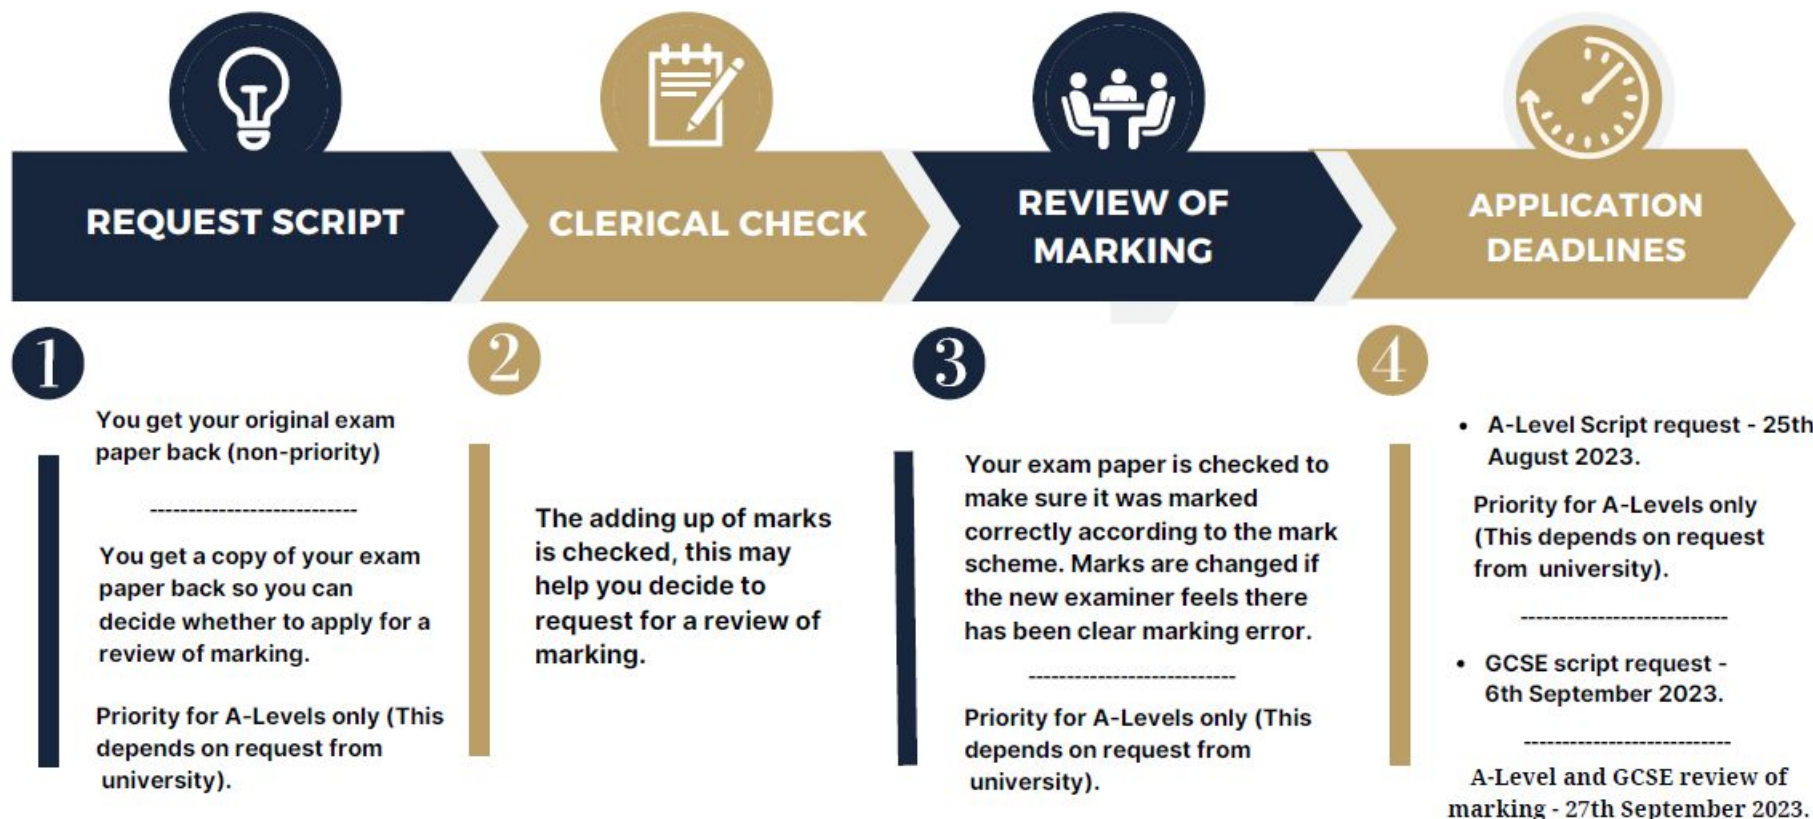 REQUEST SCRIPT
CLERICAL CHECK
REVIEW OF
MARKING
APPLICATION
DEADLINES
1
You get your original exam
paper back (non-priority)
---------------------------
You get a copy of your exam
paper back so you can
decide whether to apply for a
review of marking.
Priority for A-Levels only (This
depends on request from
university).
2
The adding up of marks
is checked, this may
help you decide to
request for a review of
marking.
3
Your exam paper is checked to
make sure it was marked
correctly according to the mark
scheme. Marks are changed if
the new examiner feels there
has been clear marking error.
---------------------------
Priority for A-Levels only (This
depends on request from
university).
4
• A-Level Script request - 25th
August 2023.
Priority for A-Levels only
(This depends on request
from university).
---------------------------
• GCSE script request -
6th September 2023.
---------------------------
A-Level and GCSE review of
marking - 27th September 2023.